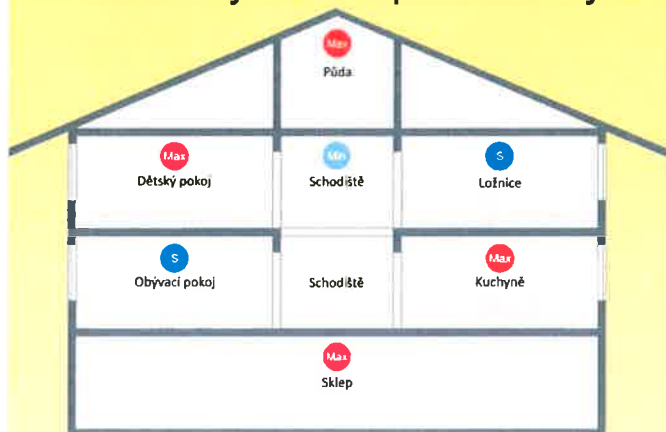 Max
Půda
Max
Dětský pokoj
Min
Schodiště
S
Ložnice
S
Obývací pokoj
Schodiště
Max
Kuchyně
Max
Sklep